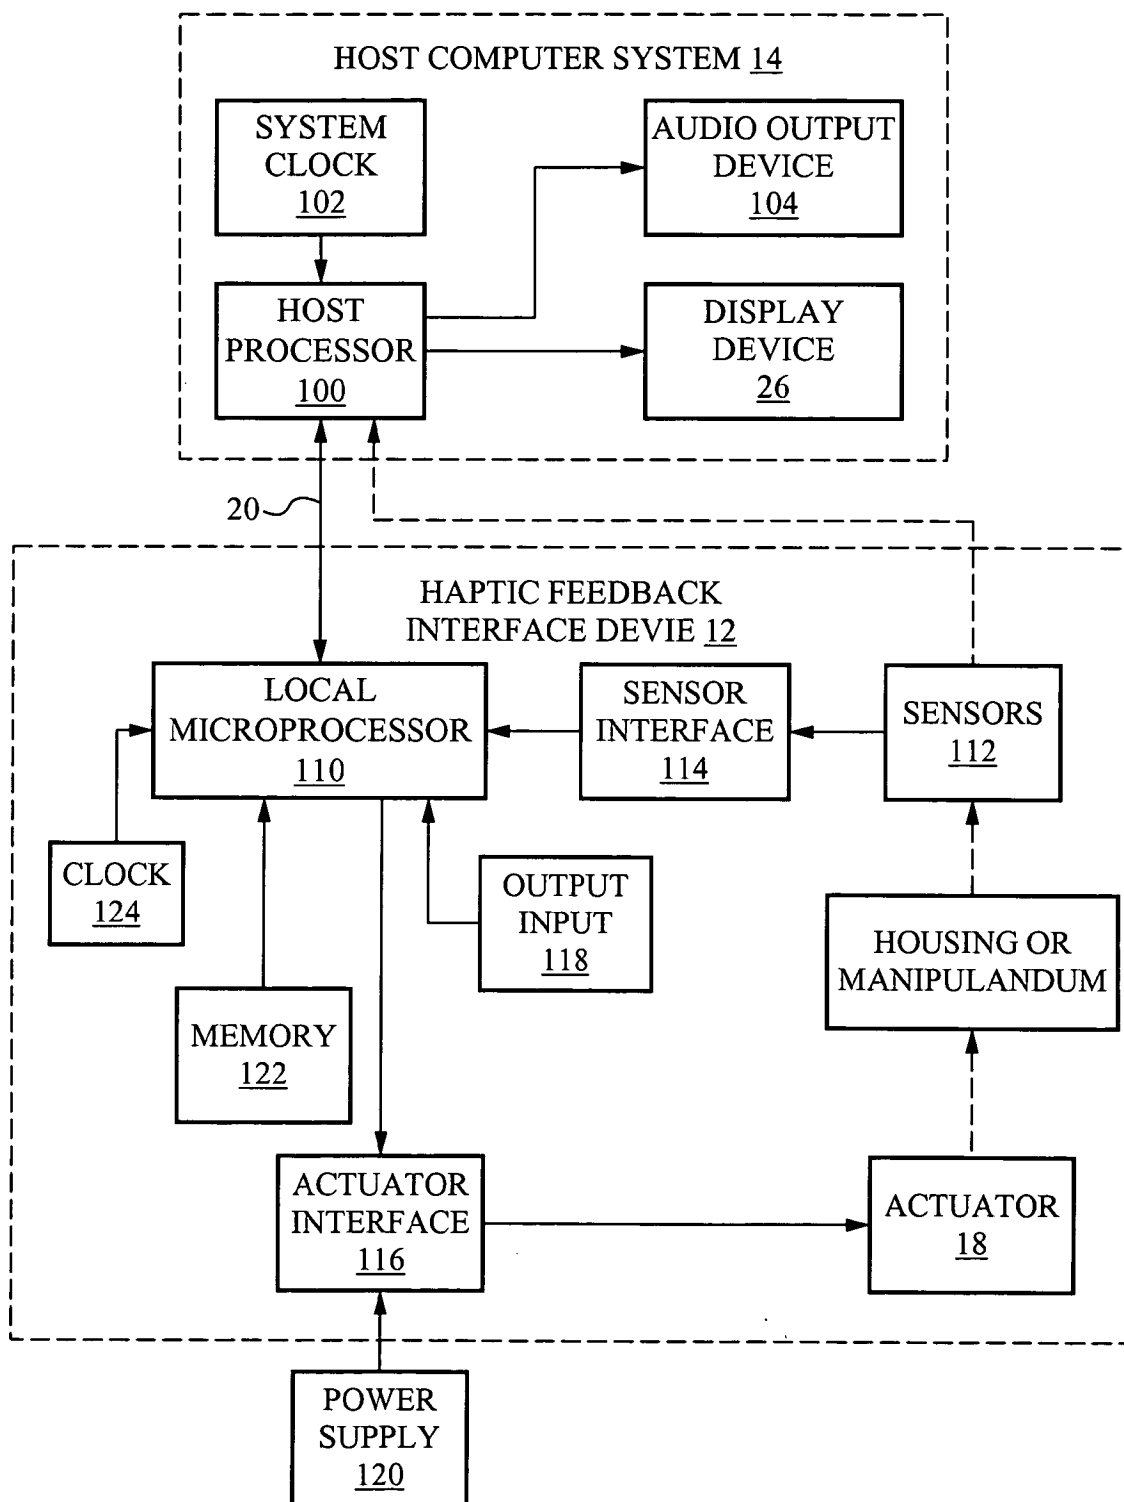 HOST COMPUTER SYSTEM 14
SYSTEM
CLOCK
102
AUDIO OUTPUT
DEVICE
104
HOST
PROCESSOR
100
DISPLAY
DEVICE
26
20
HAPTIC FEEDBACK
INTERFACE DEVIE 12
LOCAL
MICROPROCESSOR
110
SENSOR
INTERFACE
114
SENSORS
112
CLOCK
124
OUTPUT
INPUT
118
HOUSING OR
MANIPULANDUM
MEMORY
122
ACTUATOR
INTERFACE
116
ACTUATOR
18
POWER
SUPPLY
120